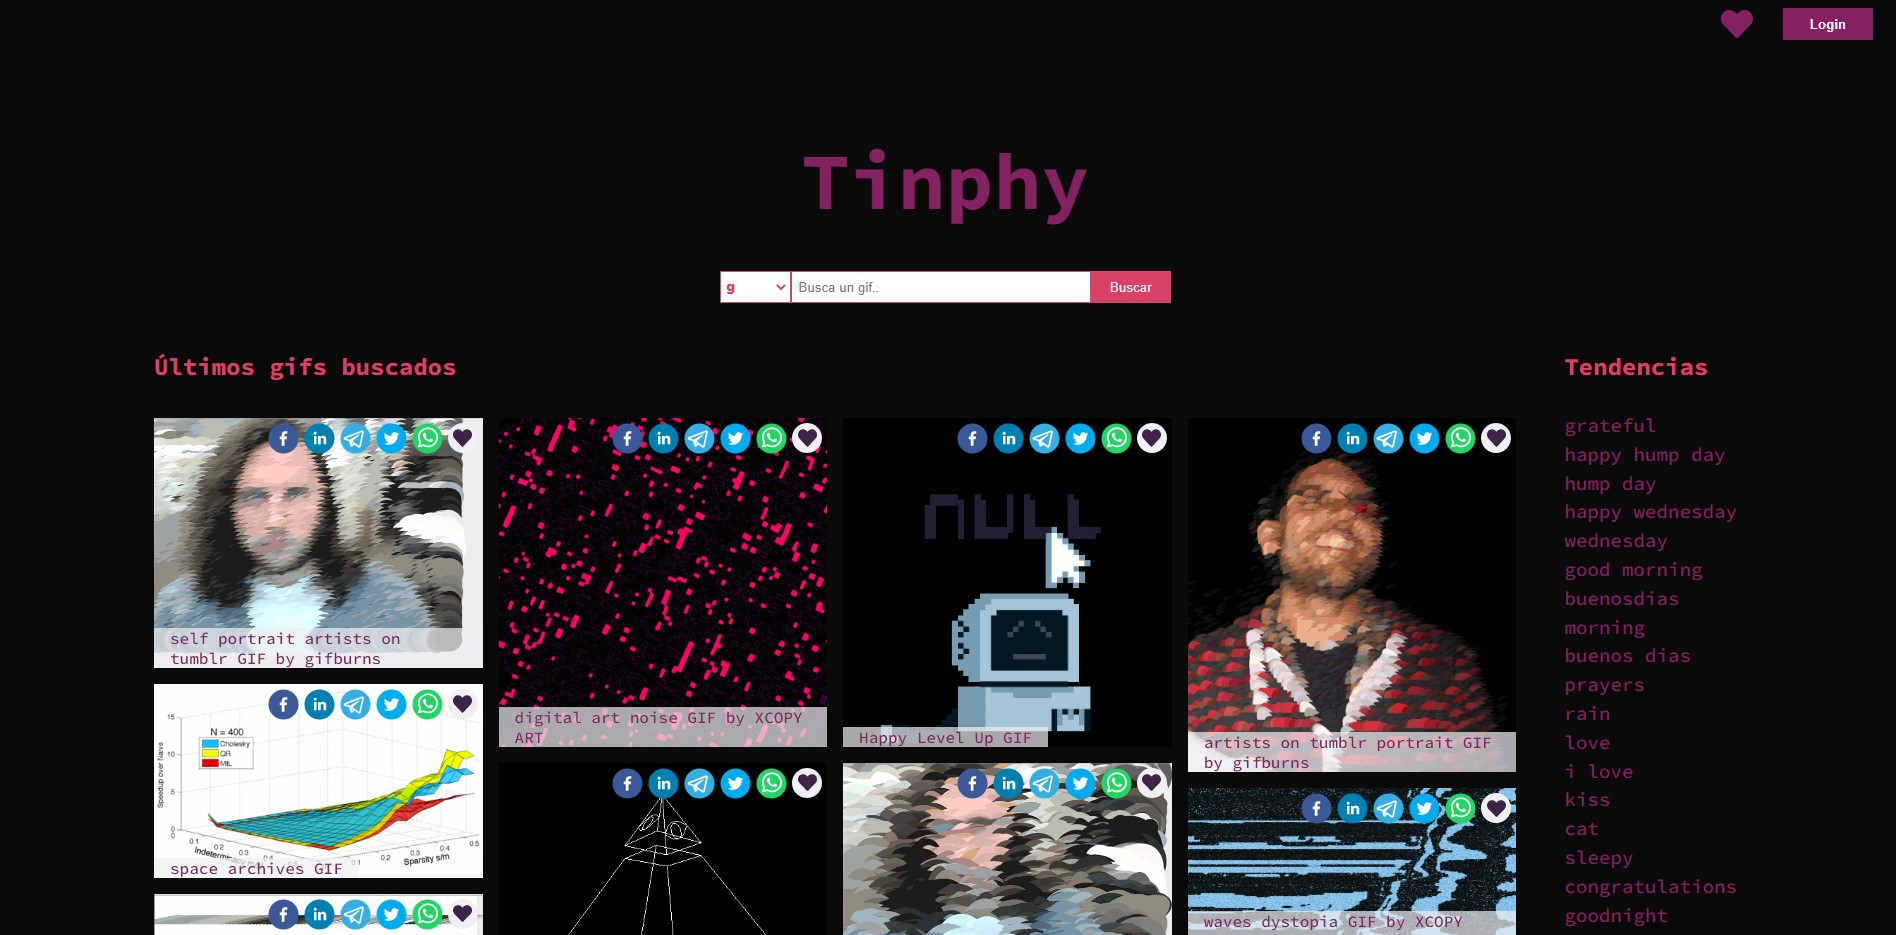 Login
Tinphy
g
Busca un gif..
Buscar
Últimos gifs buscados
self portrait artists on
tumblr GIF by gifburns
15
10
5
0
Speedup over Naive
N = 400
Cholesky
QR
MIL
0
0.1
0.2
0.3
0.4
0.1
0.2
0.3
0.4
0.5
Sparsity s/m
space archives GIF
digital art noise GIF by XCOPY
ART
NULL
Happy Level Up GIF
artists on tumblr portrait GIF
by gifburns
waves dystopia GIF by XCOPY
Tendencias
grateful
happy hump day
hump day
happy wednesday
wednesday
good morning
buenosdias
morning
buenos dias
prayers
rain
love
i love
kiss
cat
sleepy
congratulations
goodnight